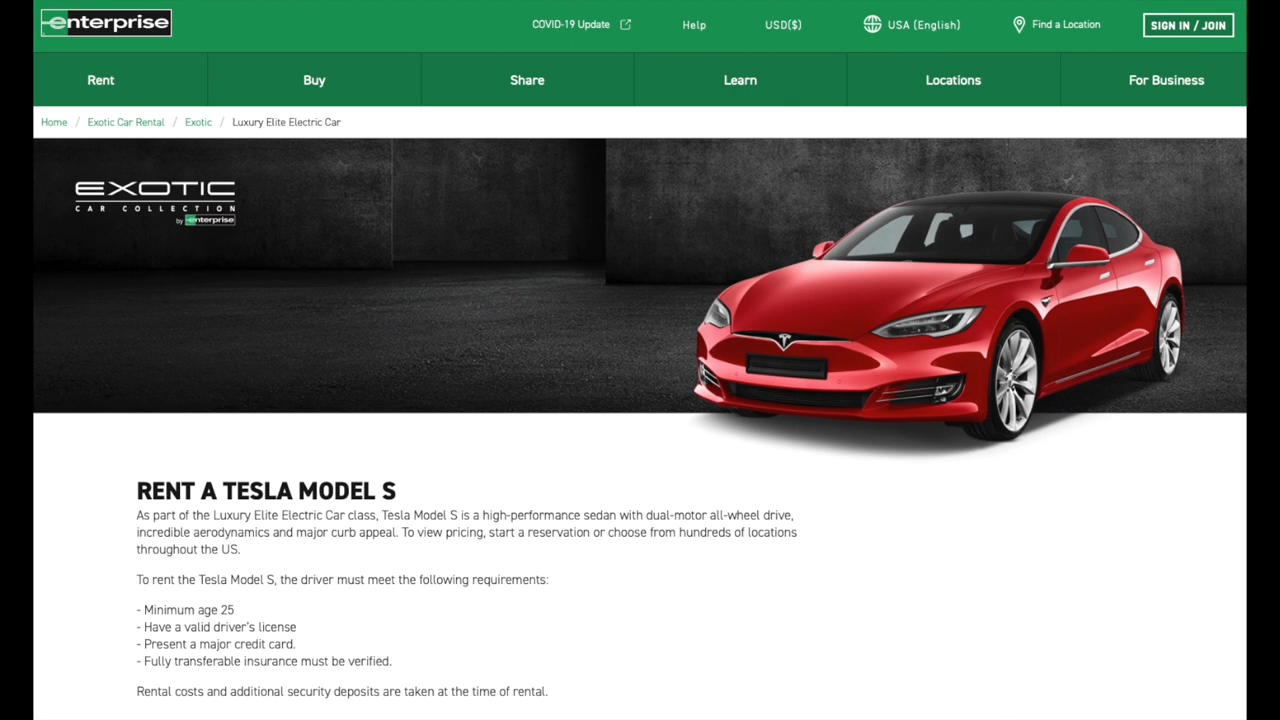 enterprise
COVID-19 Update
Help
USD($)
USA (English)
Find a Location
SIGN IN / JOIN
Rent
Buy
Share
Learn
Locations
For Business
Home / Exotic Car Rental / Exotic / Luxury Elite Electric Car
EXOTIC
CAR COLLECTION
by enterprise
RENT A TESLA MODEL S
As part of the Luxury Elite Electric Car class, Tesla Model S is a high-performance sedan with dual-motor all-wheel drive,
incredible aerodynamics and major curb appeal. To view pricing, start a reservation or choose from hundreds of locations
throughout the US.
To rent the Tesla Model S, the driver must meet the following requirements:
- Minimum age 25
- Have a valid driver's license
- Present a major credit card.
- Fully transferable insurance must be verified.
Rental costs and additional security deposits are taken at the time of rental.